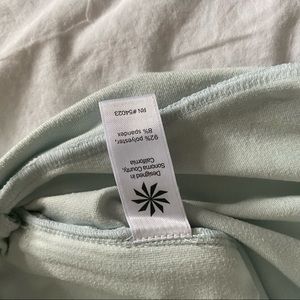 Designed in
Sonoma County,
California
92% polyester,
8% spandex
RN #54023